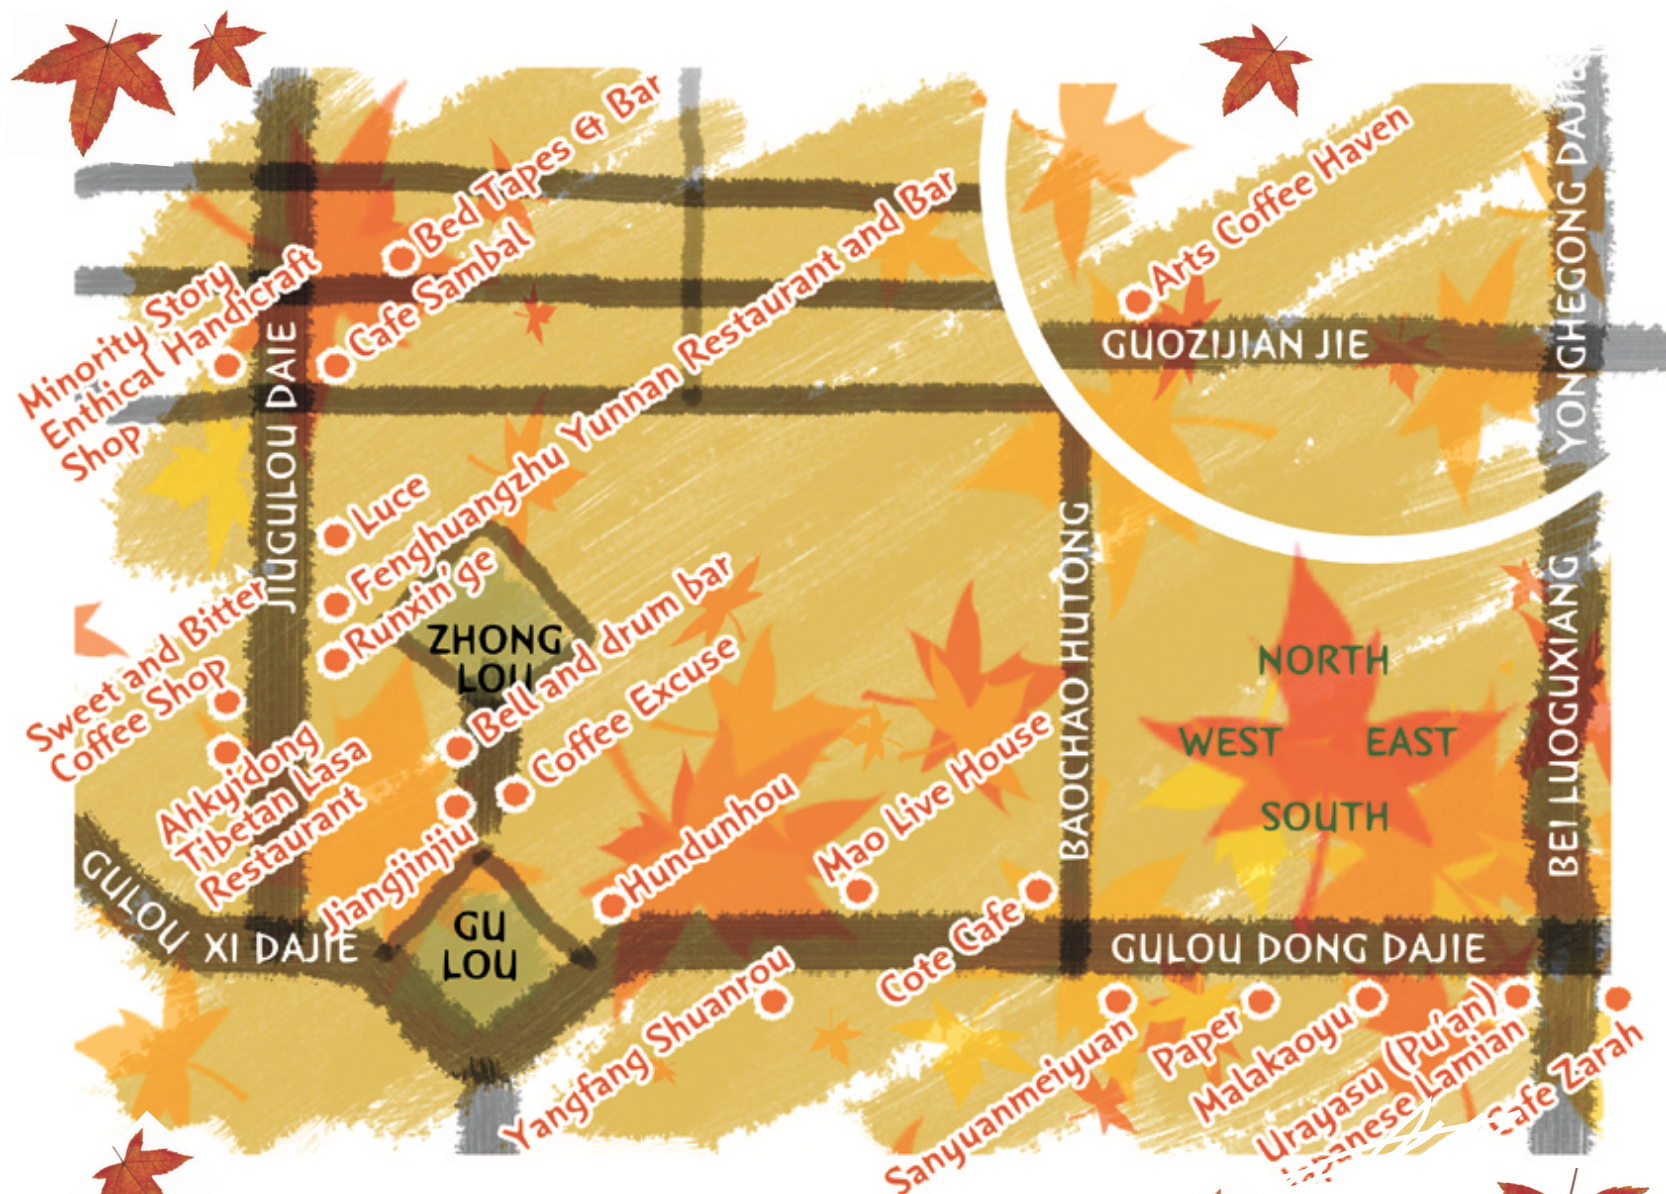 Bed Tapes & Bar
Cafe Sambal
Minority Story
Enthical Handicraft
Shop
JIUGULOU DAIE
Arts Coffee Haven
GUOZIJIAN JIE
YONGHEGONG DAJIE
Luce
Fenghuangzhu Yunnan Restaurant and Bar
Runxin'ge
ZHONG
LOU
Sweet and Bitter
Coffee Shop
Bell and drum bar
Coffee Excuse
Ahkyidong
Tibetan Lasa
Restaurant
Jiangjinjiu
Hundunhou
Mao Live House
BAOCHAO HUTONG
NORTH
WEST EAST
SOUTH
BEI LUOGUXIANG
GULOU XI DAJIE
GU
LOU
Cote Cafe
GULOU DONG DAJIE
Yangfang Shuanrou
Sanyuanmeiyuan
Paper
Malakaoyu
Urayasu (Pu'an)
Japanese Lamian
Cafe Zarah